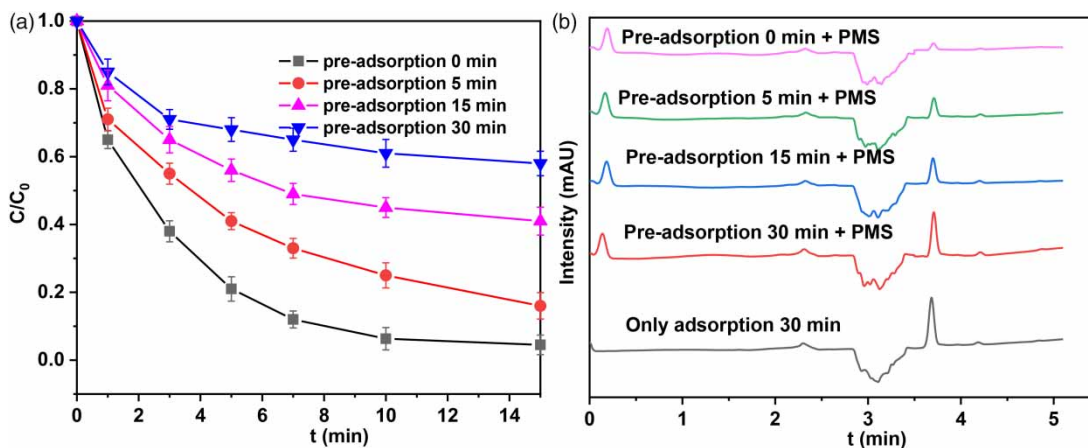 (a)
1.0
0.8
0.6
0.4
0.2
0.0
C/C₀
pre-adsorption 0 min
pre-adsorption 5 min
pre-adsorption 15 min
pre-adsorption 30 min
0 2 4 6 8 10 12 14
t (min)
(b)
Intensity (mAU)
Pre-adsorption 0 min + PMS
Pre-adsorption 5 min + PMS
Pre-adsorption 15 min + PMS
Pre-adsorption 30 min + PMS
Only adsorption 30 min
0 1 2 3 4 5
t (min)